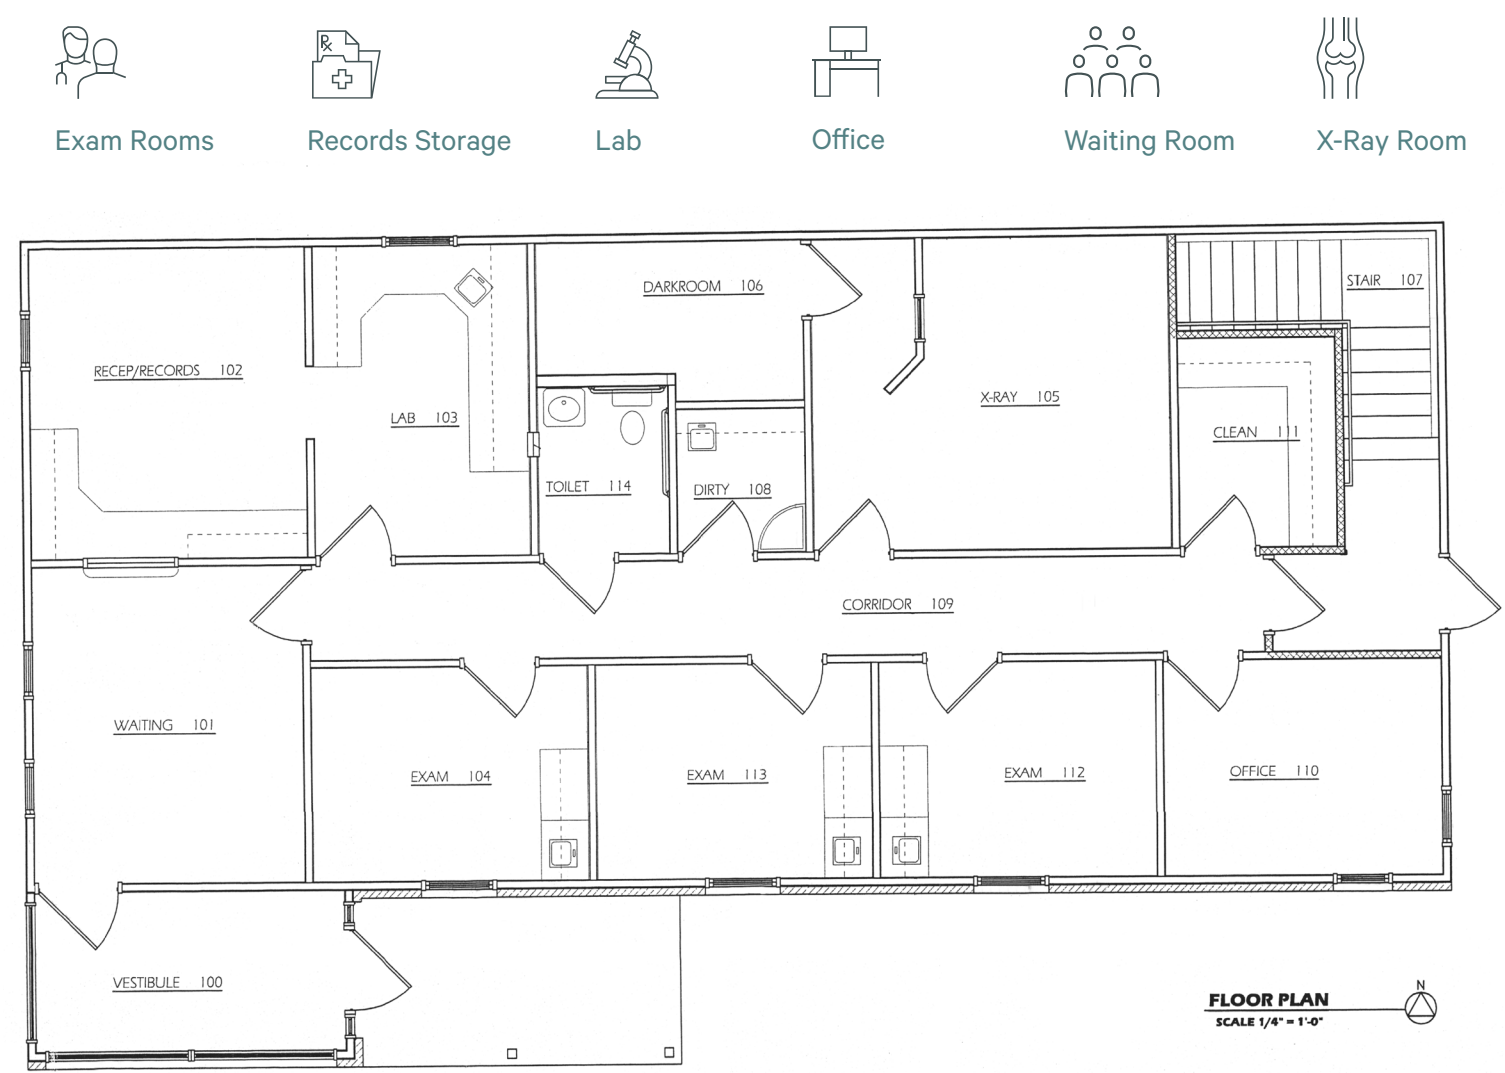 Rx
Exam Rooms
Records Storage
Lab
Office
Waiting Room
X-Ray Room
DARKROOM 106
STAIR 107
RECEP/RECORDS 102
LAB 103
X-RAY 105
CLEAN 111
TOILET 114
DIRTY 108
CORRIDOR 109
WAITING 101
EXAM 104
EXAM 113
EXAM 112
OFFICE 110
VESTIBULE 100
N
FLOOR PLAN
SCALE 1/4" = 1'-0"